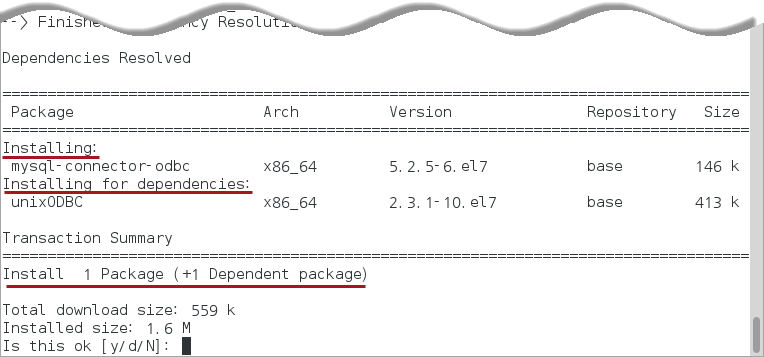 --> Finishe ncy Resoluti
Dependencies Resolved
================================================================================
Package Arch Version Repository Size
================================================================================
Installing:
mysql-connector-odbc x86_64 5.2.5-6.el7 base 146 k
Installing for dependencies:
unixODBC x86_64 2.3.1-10.el7 base 413 k
Transaction Summary
================================================================================
Install 1 Package (+1 Dependent package)
Total download size: 559 k
Installed size: 1.6 M
Is this ok [y/d/N]: